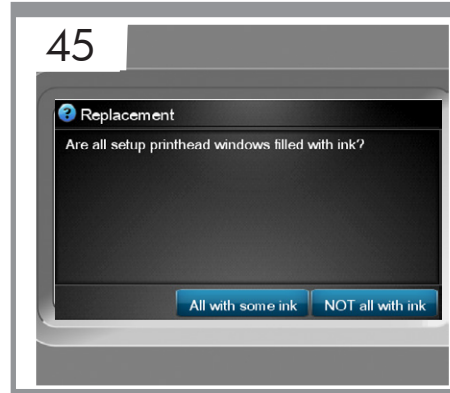 45
Replacement
Are all setup printhead windows filled with ink?
All with some ink
NOT all with ink